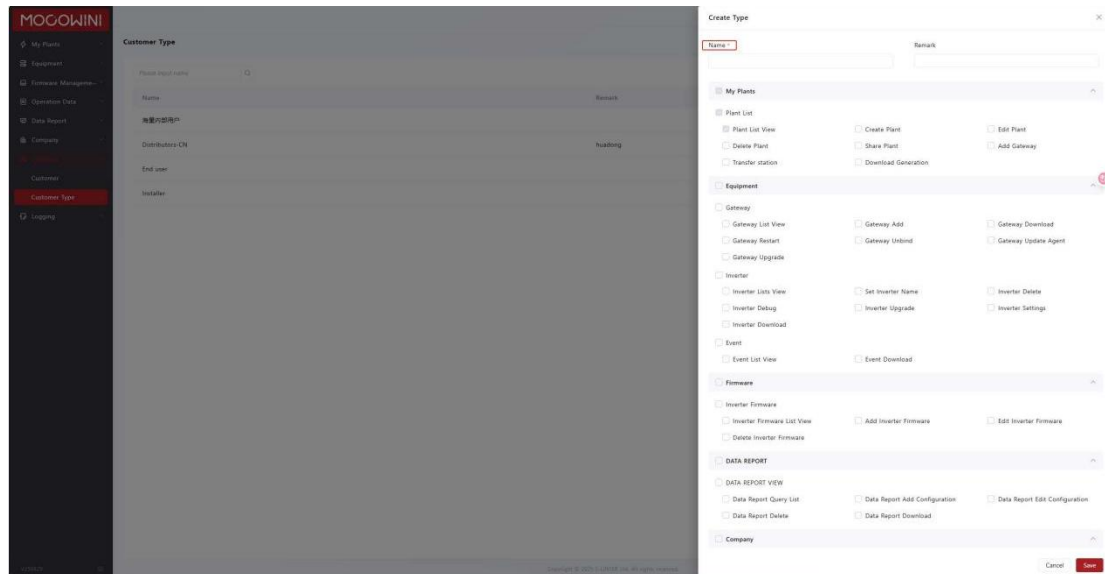 MOCOWINI
My Plants
Equipment
Firmware Manageme...
Operation Data
Data Report
Company
Customer
Customer Type
Logging
Customer Type
Please input name
Name Remark
Distributors-CN huadong
End user
Installer
Create Type
Name * Remark
My Plants
Plant List
Plant List View Create Plant Edit Plant
Delete Plant Share Plant Add Gateway
Transfer station Download Generation
Equipment
Gateway
Gateway List View Gateway Add Gateway Download
Gateway Restart Gateway Unbind Gateway Update Agent
Gateway Upgrade
Inverter
Inverter Lists View Set Inverter Name Inverter Delete
Inverter Debug Inverter Upgrade Inverter Settings
Inverter Download
Event
Event List View Event Download
Firmware
Inverter Firmware
Inverter Firmware List View Add Inverter Firmware Edit Inverter Firmware
Delete Inverter Firmware
DATA REPORT
DATA REPORT VIEW
Data Report Query List Data Report Add Configuration Data Report Edit Configuration
Data Report Delete Data Report Download
Company
Cancel Save